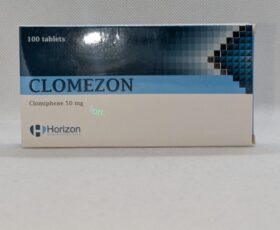 100 tablets
CLOMEZON
Clomiphene 50 mg
Horizon